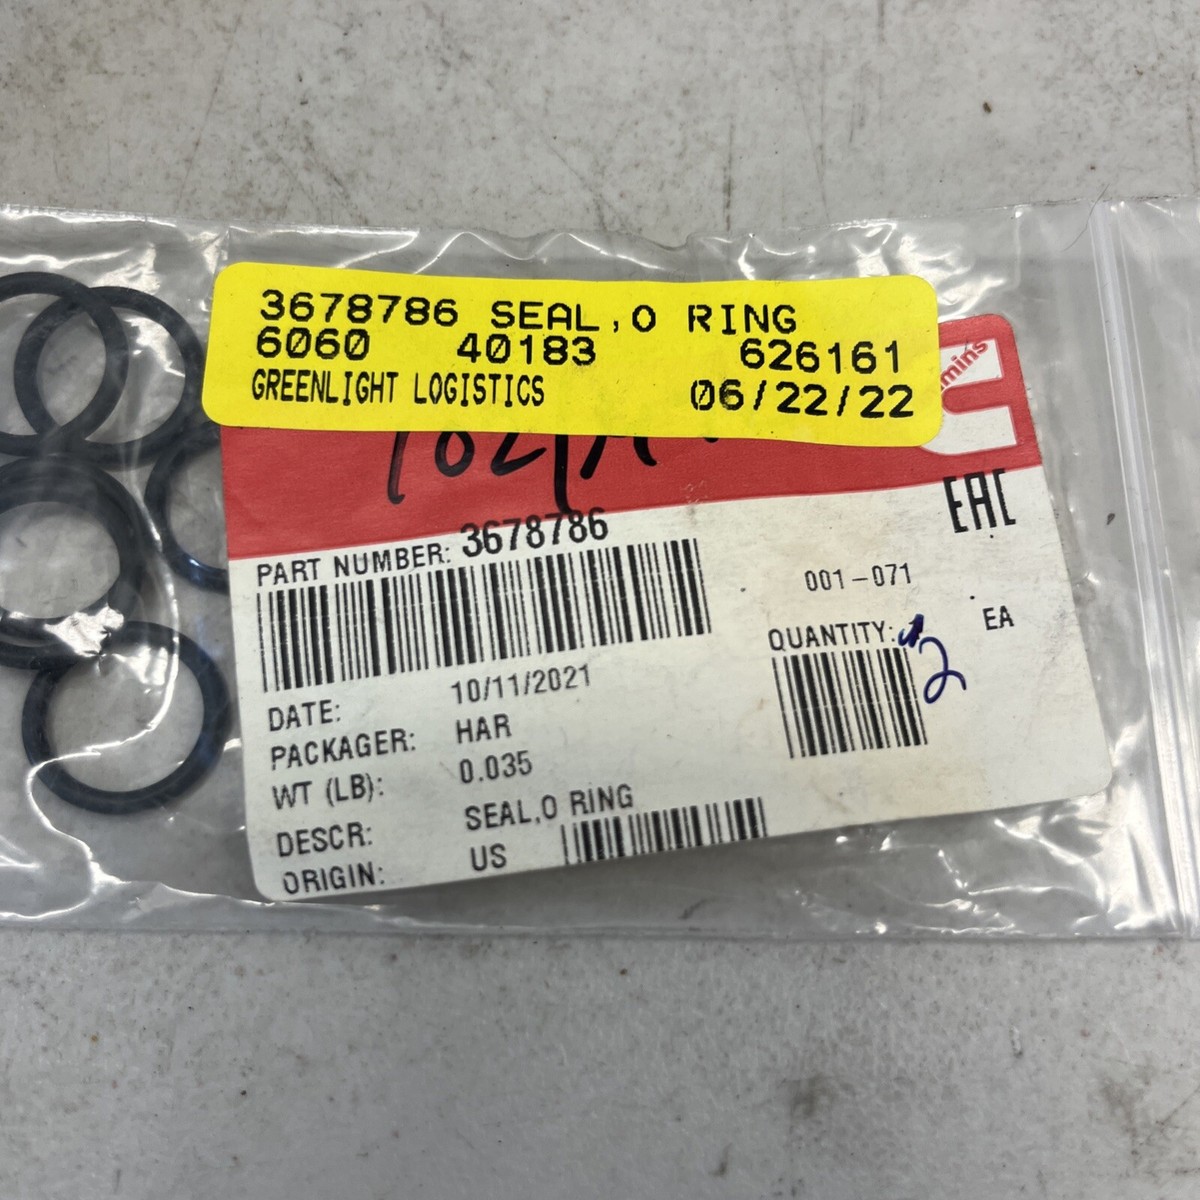 3678786 SEAL,O RING
6060 40183 626161
GREENLIGHT LOGISTICS 06/22/22
EAC
PART NUMBER: 3678786
001-071
QUANTITY: 2 EA
DATE: 10/11/2021
PACKAGER: HAR
WT (LB): 0.035
DESCR: SEAL,O RING
ORIGIN: US